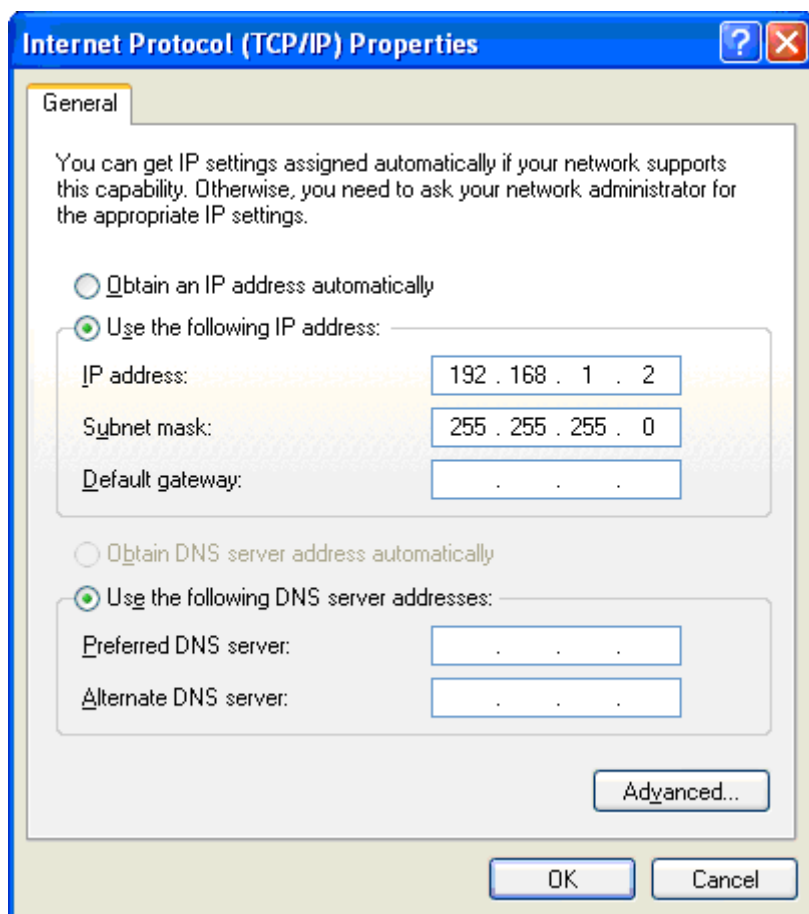 Internet Protocol (TCP/IP) Properties
General
You can get IP settings assigned automatically if your network supports
this capability. Otherwise, you need to ask your network administrator for
the appropriate IP settings.
Obtain an IP address automatically
Use the following IP address:
IP address: 192 . 168 . 1 . 2
Subnet mask: 255 . 255 . 255 . 0
Default gateway: . . .
Obtain DNS server address automatically
Use the following DNS server addresses:
Preferred DNS server: . . .
Alternate DNS server: . . .
Advanced...
OK Cancel